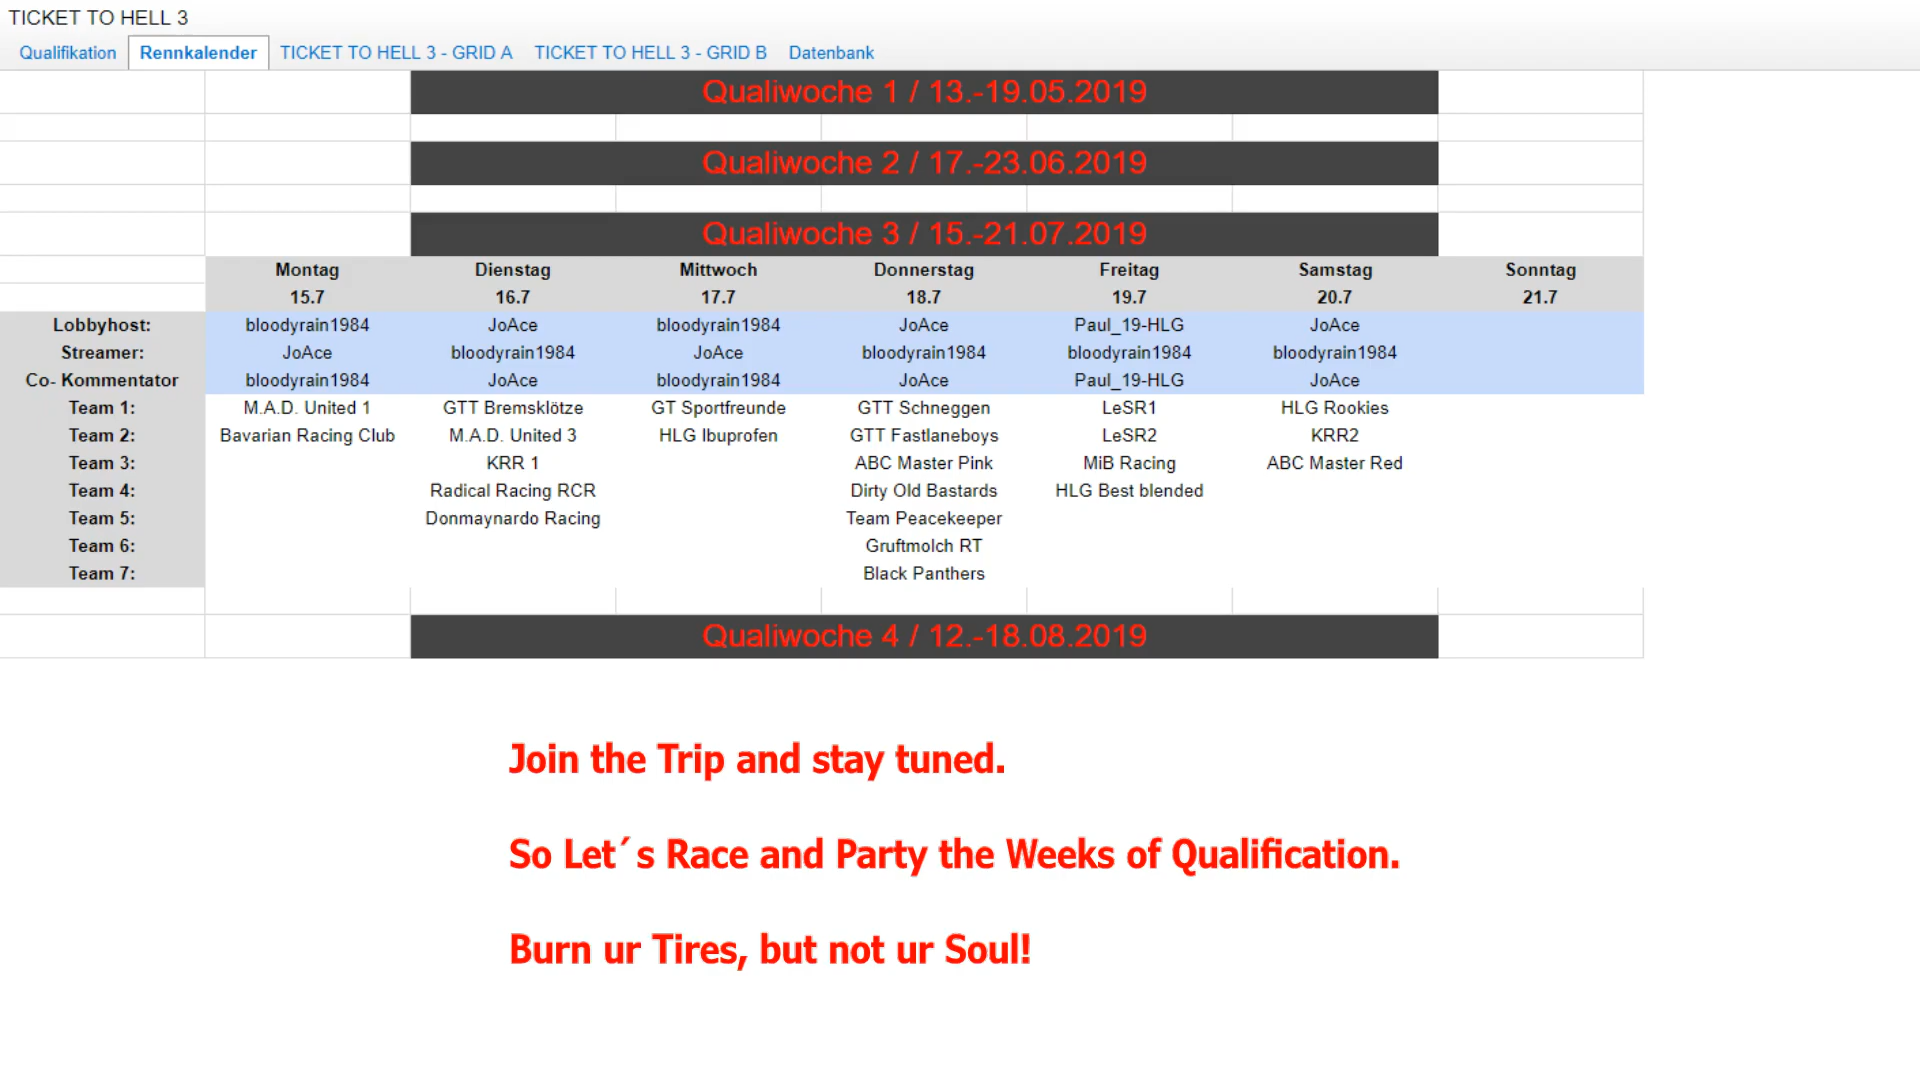 TICKET TO HELL 3
Qualifikation Rennkalender TICKET TO HELL 3 - GRID A TICKET TO HELL 3 - GRID B Datenbank
Qualiwoche 1 / 13.-19.05.2019
Qualiwoche 2 / 17.-23.06.2019
Qualiwoche 3 / 15.-21.07.2019
Montag Dienstag Mittwoch Donnerstag Freitag Samstag Sonntag
15.7 16.7 17.7 18.7 19.7 20.7 21.7
Lobbyhost: bloodyrain1984 JoAce bloodyrain1984 JoAce Paul_19-HLG JoAce
Streamer: JoAce bloodyrain1984 JoAce bloodyrain1984 bloodyrain1984 bloodyrain1984
Co- Kommentator bloodyrain1984 JoAce bloodyrain1984 JoAce Paul_19-HLG JoAce
Team 1: M.A.D. United 1 GTT Bremsklötze GT Sportfreunde GTT Schneggen LeSR1 HLG Rookies
Team 2: Bavarian Racing Club M.A.D. United 3 HLG Ibuprofen GTT Fastlaneboys LeSR2 KRR2
Team 3: KRR 1 ABC Master Pink MiB Racing ABC Master Red
Team 4: Radical Racing RCR Dirty Old Bastards HLG Best blended
Team 5: Donmaynardo Racing Team Peacekeeper
Team 6: Gruftmolch RT
Team 7: Black Panthers
Qualiwoche 4 / 12.-18.08.2019
Join the Trip and stay tuned.
So Let´s Race and Party the Weeks of Qualification.
Burn ur Tires, but not ur Soul!